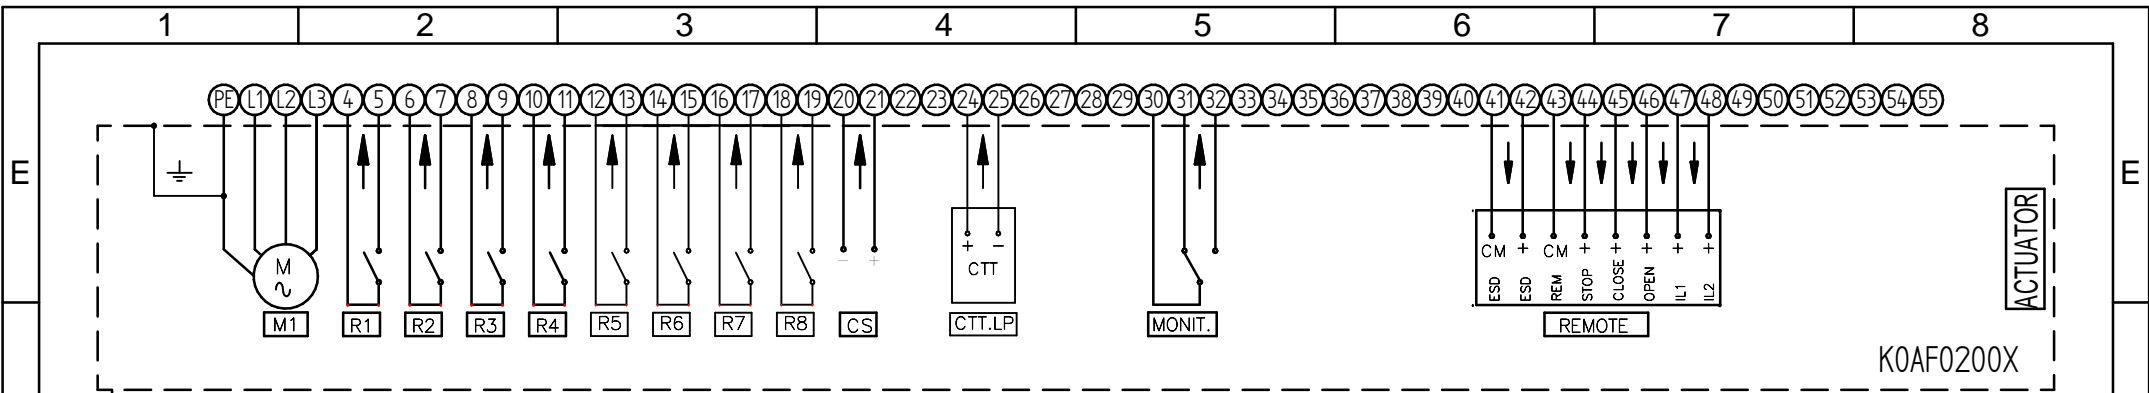 1 2 3 4 5 6 7 8
PE L1 L2 L3 4 5 6 7 8 9 10 11 12 13 14 15 16 17 18 19 20 21 22 23 24 25 26 27 28 29 30 31 32 33 34 35 36 37 38 39 40 41 42 43 44 45 46 47 48 49 50 51 52 53 54 55
E E
+ - CM + CM + + + + +
M CTT
- +
ESD ESD REM STOP CLOSE OPEN IL1 IL2
ACTUATOR
M1 R1 R2 R3 R4 R5 R6 R7 R8 CS CTT.LP MONIT. REMOTE
K0AF0200X